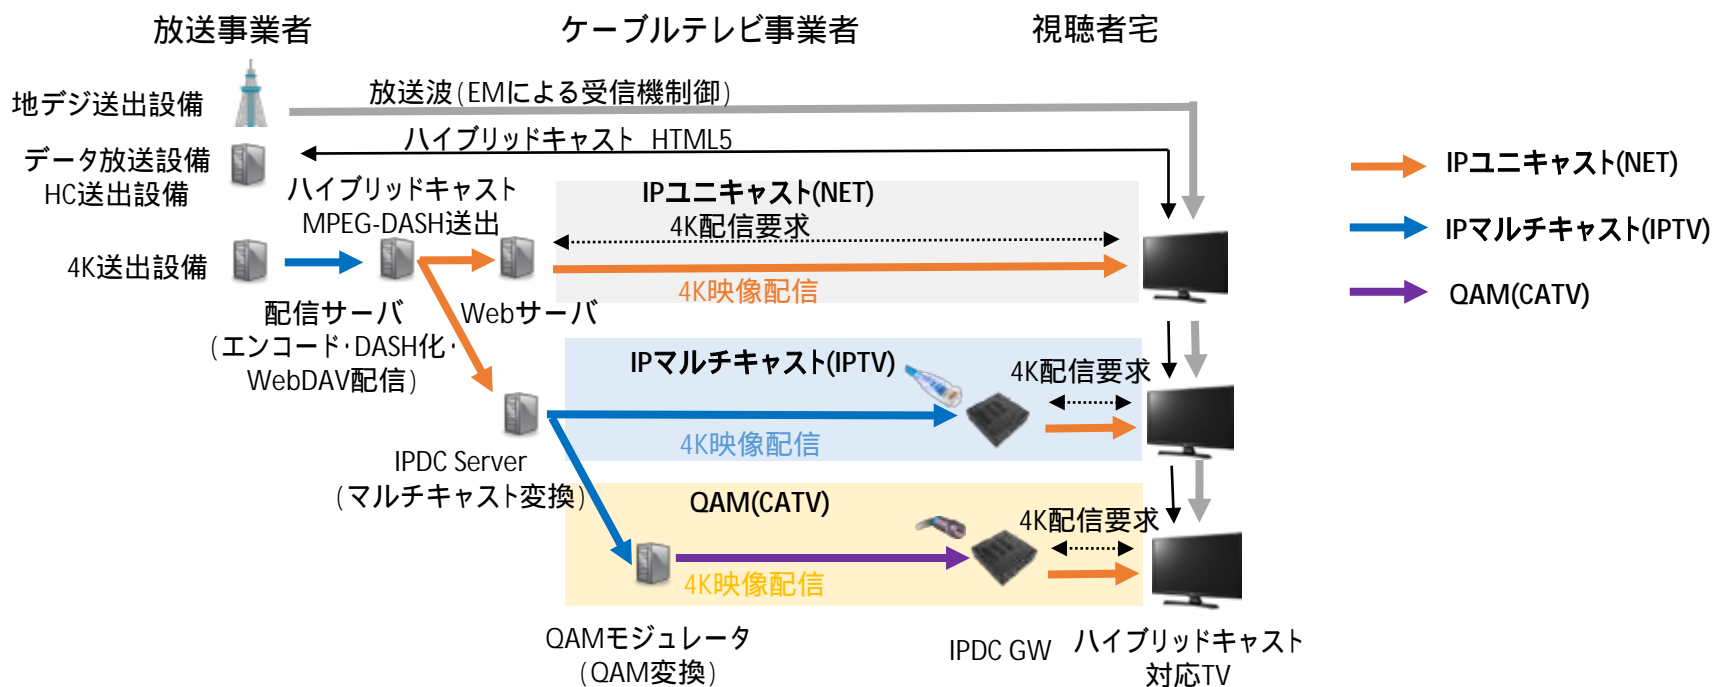 放送事業者
ケーブルテレビ事業者
視聴者宅
地デジ送出設備
放送波(EMによる受信機制御)
ハイブリッドキャスト HTML5
データ放送設備
HC送出設備
ハイブリッドキャスト
MPEG-DASH送出
IPユニキャスト(NET)
4K配信要求
4K送出設備
4K映像配信
配信サーバ
(エンコード・DASH化・
WebDAV配信)
Webサーバ
IPマルチキャスト(IPTV)
4K配信要求
4K映像配信
IPDC Server
(マルチキャスト変換)
QAM(CATV)
4K配信要求
4K映像配信
QAMモジュレータ
(QAM変換)
IPDC GW
ハイブリッドキャスト
対応TV
IPユニキャスト(NET)
IPマルチキャスト(IPTV)
QAM(CATV)